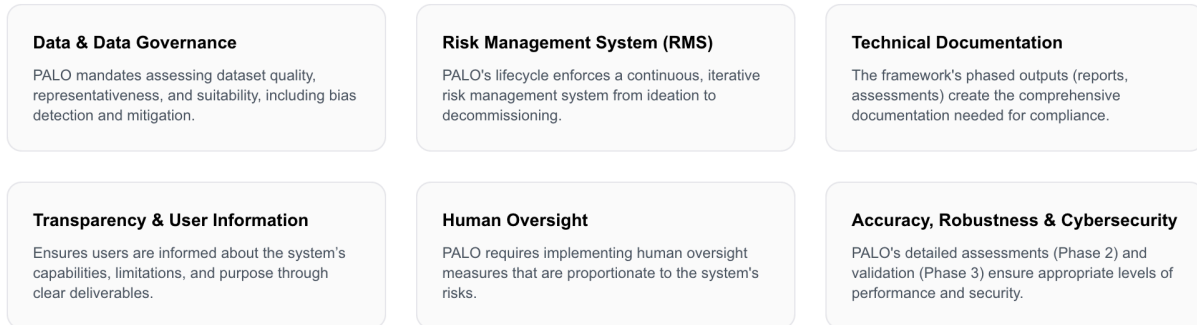 Data & Data Governance
PALO mandates assessing dataset quality,
representativeness, and suitability, including bias
detection and mitigation.
Risk Management System (RMS)
PALO's lifecycle enforces a continuous, iterative
risk management system from ideation to
decommissioning.
Technical Documentation
The framework's phased outputs (reports,
assessments) create the comprehensive
documentation needed for compliance.
Transparency & User Information
Ensures users are informed about the system’s
capabilities, limitations, and purpose through
clear deliverables.
Human Oversight
PALO requires implementing human oversight
measures that are proportionate to the system's
risks.
Accuracy, Robustness & Cybersecurity
PALO's detailed assessments (Phase 2) and
validation (Phase 3) ensure appropriate levels of
performance and security.